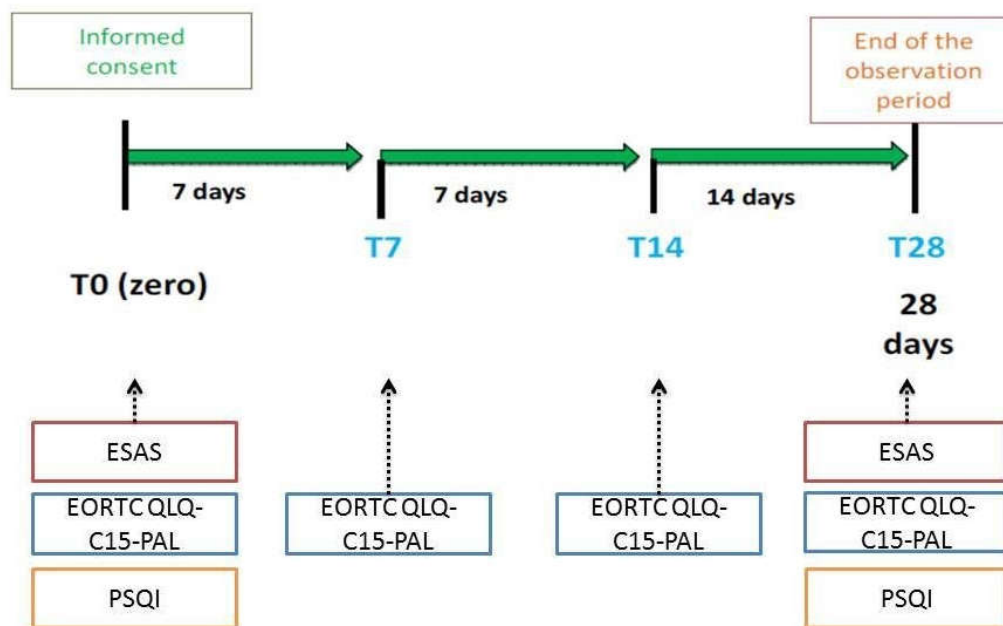 Informed
consent
End of the
observation
period
7 days
7 days
14 days
T7
T14
T28
T0 (zero)
28
days
ESAS
EORTC QLQ-
C15-PAL
PSQI
EORTC QLQ-
C15-PAL
EORTC QLQ-
C15-PAL
ESAS
EORTC QLQ-
C15-PAL
PSQI